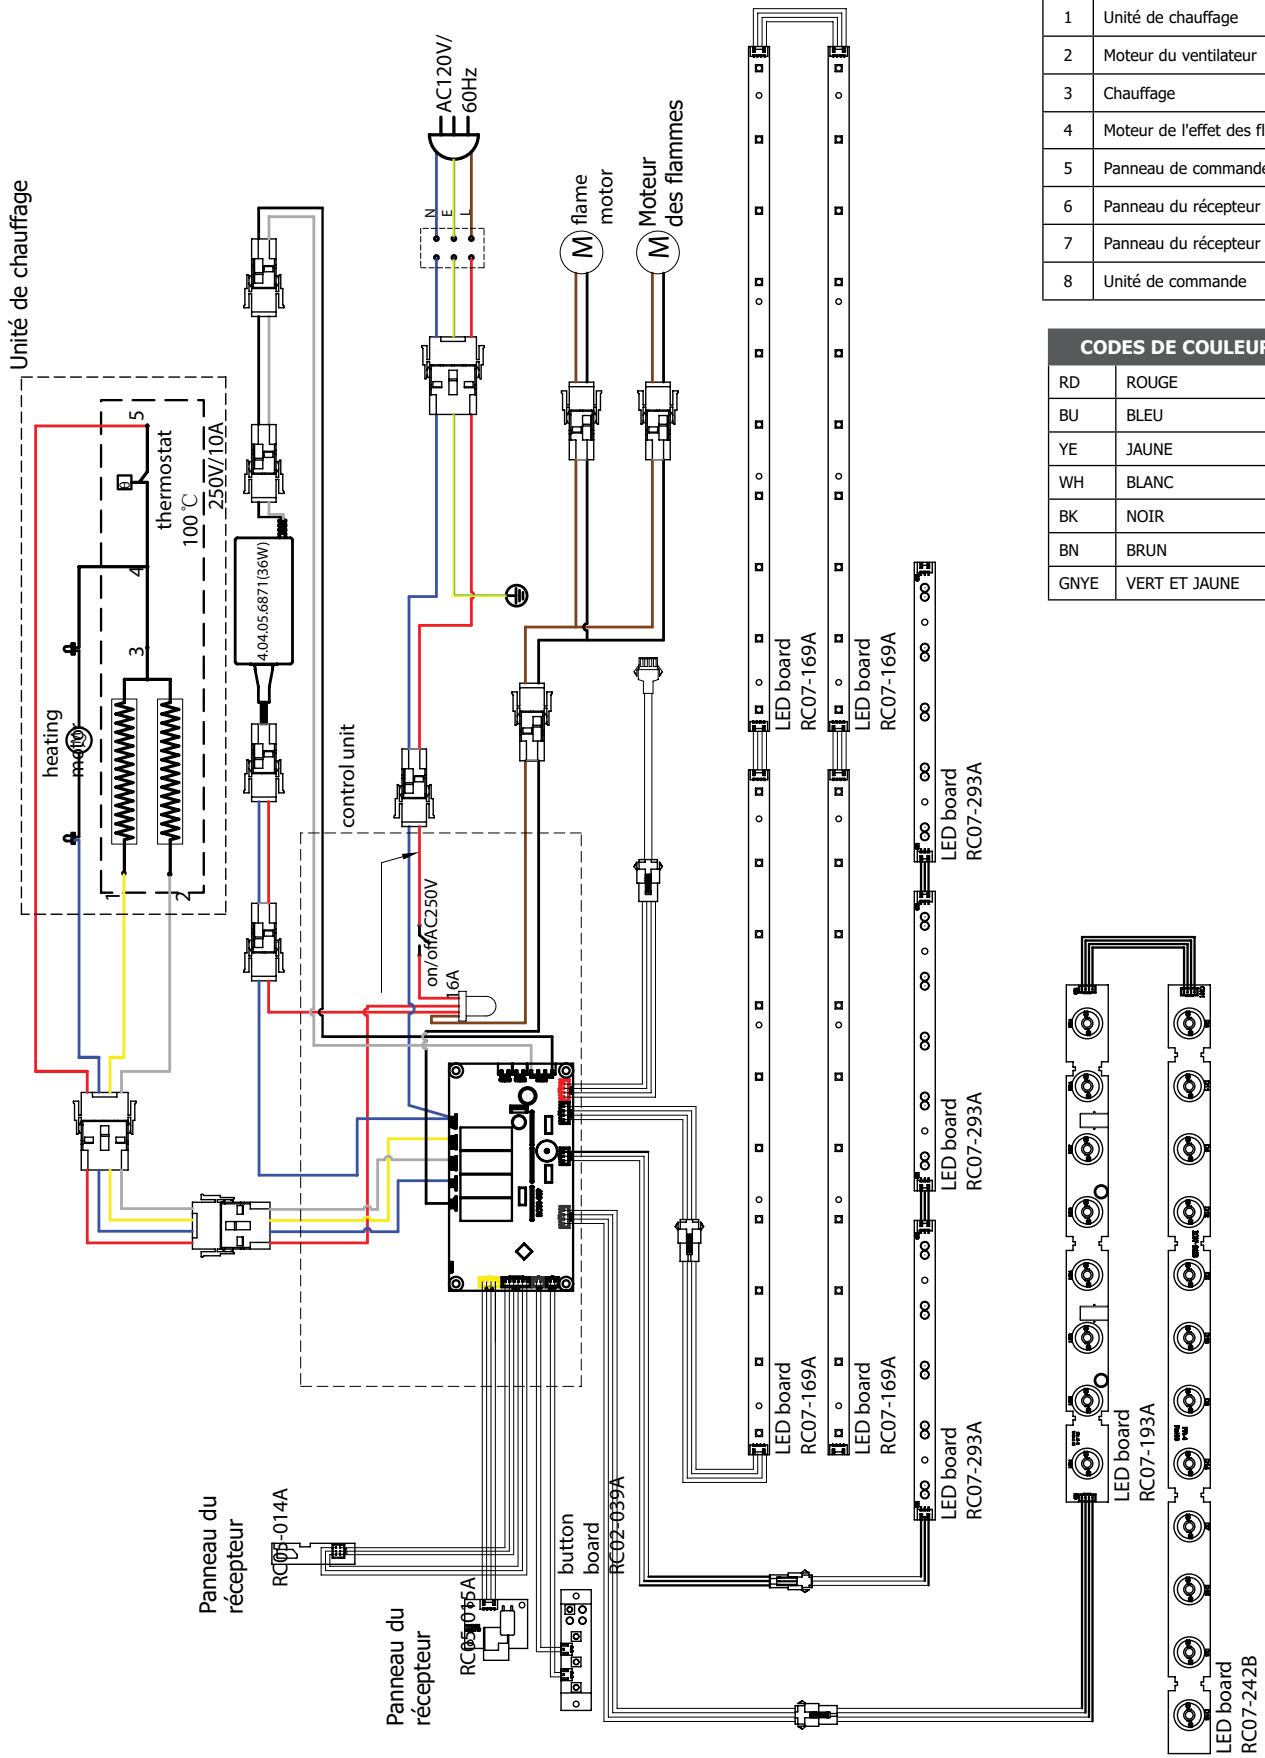 Unité de chauffage
heating
motor
1
2
3
4
5
θ
thermostat
100 ℃
250V/10A
4.04.05.6871(36W)
AC120V/
60Hz
N
E
L
M
flame
motor
M
Moteur
des flammes
control unit
on/offAC250V
16A
Panneau du
récepteur
RC05-014A
Panneau du
récepteur
RC05-015A
button
board
RC02-039A
LED board
RC07-169A
LED board
RC07-169A
LED board
RC07-169A
LED board
RC07-169A
LED board
RC07-293A
LED board
RC07-293A
LED board
RC07-293A
LED board
RC07-193A
LED board
RC07-242B
1 Unité de chauffage
2 Moteur du ventilateur
3 Chauffage
4 Moteur de l'effet des fl
5 Panneau de commande
6 Panneau du récepteur
7 Panneau du récepteur
8 Unité de commande
CODES DE COULEUR
RD ROUGE
BU BLEU
YE JAUNE
WH BLANC
BK NOIR
BN BRUN
GNYE VERT ET JAUNE